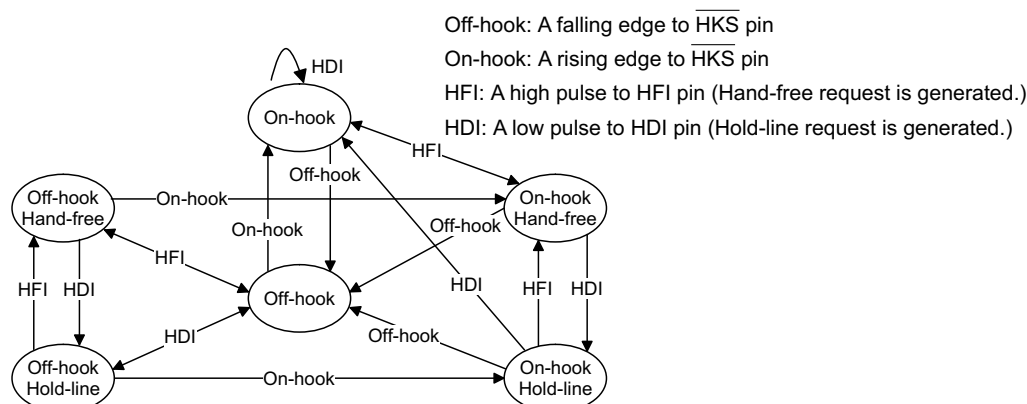 Off-hook: A falling edge to HKS pin
On-hook: A rising edge to HKS pin
HFI: A high pulse to HFI pin (Hand-free request is generated.)
HDI: A low pulse to HDI pin (Hold-line request is generated.)
HDI
On-hook
HFI
Off-hook
Off-hook
Hand-free
On-hook
On-hook
Hand-free
On-hook
Off-hook
HFI
HFI
HDI
Off-hook
HDI
HFI
HDI
HDI
Off-hook
Off-hook
Hold-line
On-hook
On-hook
Hold-line